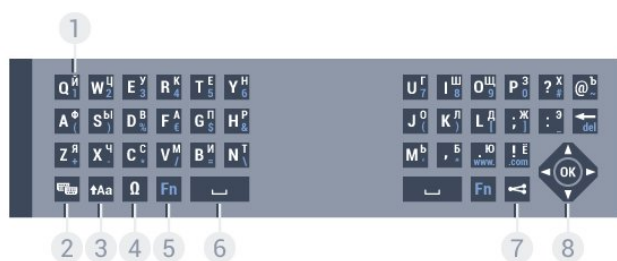 1
Q Й 1 W Ц 2 E У 3 R К 4 T Е 5 Y Н 6 U Г 7 I Ш 8 O Щ 9 P З 0 ? Х # @ Ъ ~
A Ф ( S Ы ) D В % F А € G П $ H Р & J О ( K Л ) L Д [ ; Ж ] : Э _ del
Z Я + X Ч - C С * V М / B И = N Т \ M Ь . , Б * . Ю www. ! Ё .com
Aa Ω Fn Fn OK
2 3 4 5 6 7 8